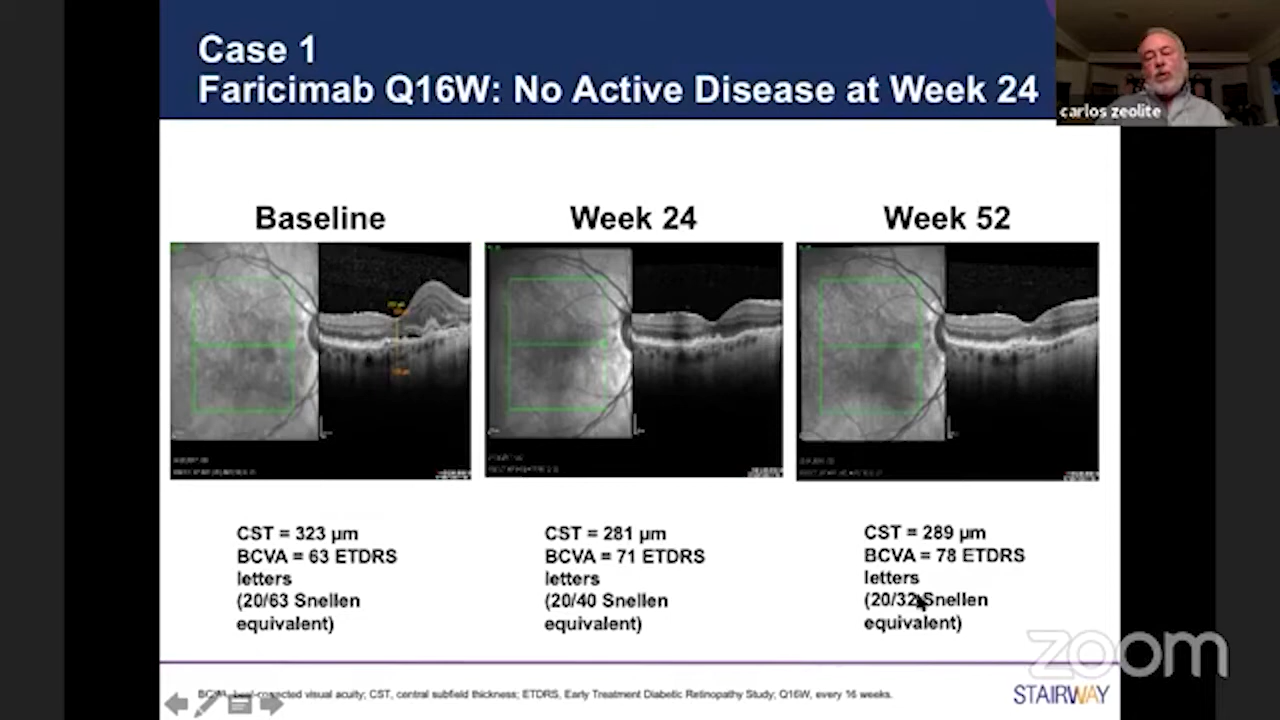 Case 1
Faricimab Q16W: No Active Disease at Week 24
carlos zeolite
Baseline
Week 24
Week 52
CST = 323 µm
BCVA = 63 ETDRS
letters
(20/63 Snellen
equivalent)
CST = 281 µm
BCVA = 71 ETDRS
letters
(20/40 Snellen
equivalent)
CST = 289 µm
BCVA = 78 ETDRS
letters
(20/32 Snellen
equivalent)
zoom
BCVA, best-corrected visual acuity; CST, central subfield thickness; ETDRS, Early Treatment Diabetic Retinopathy Study; Q16W, every 16 weeks.
STAIRWAY